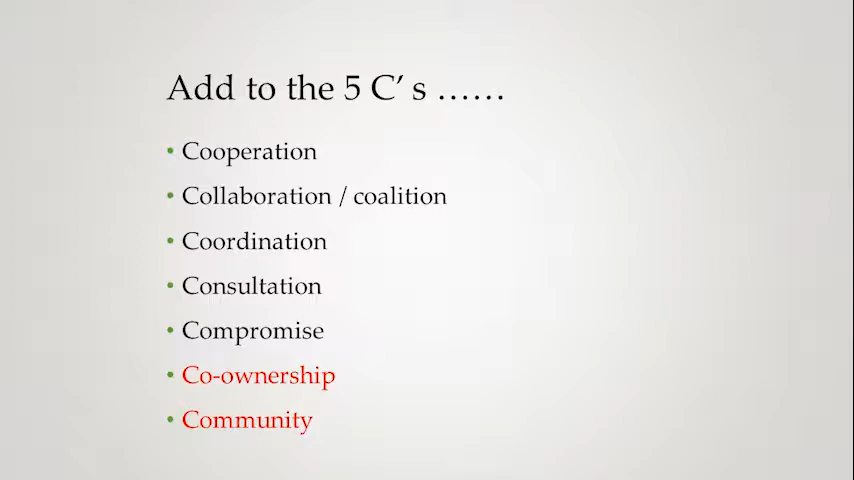 Add to the 5 C’ s ……
• Cooperation
• Collaboration / coalition
• Coordination
• Consultation
• Compromise
• Co-ownership
• Community